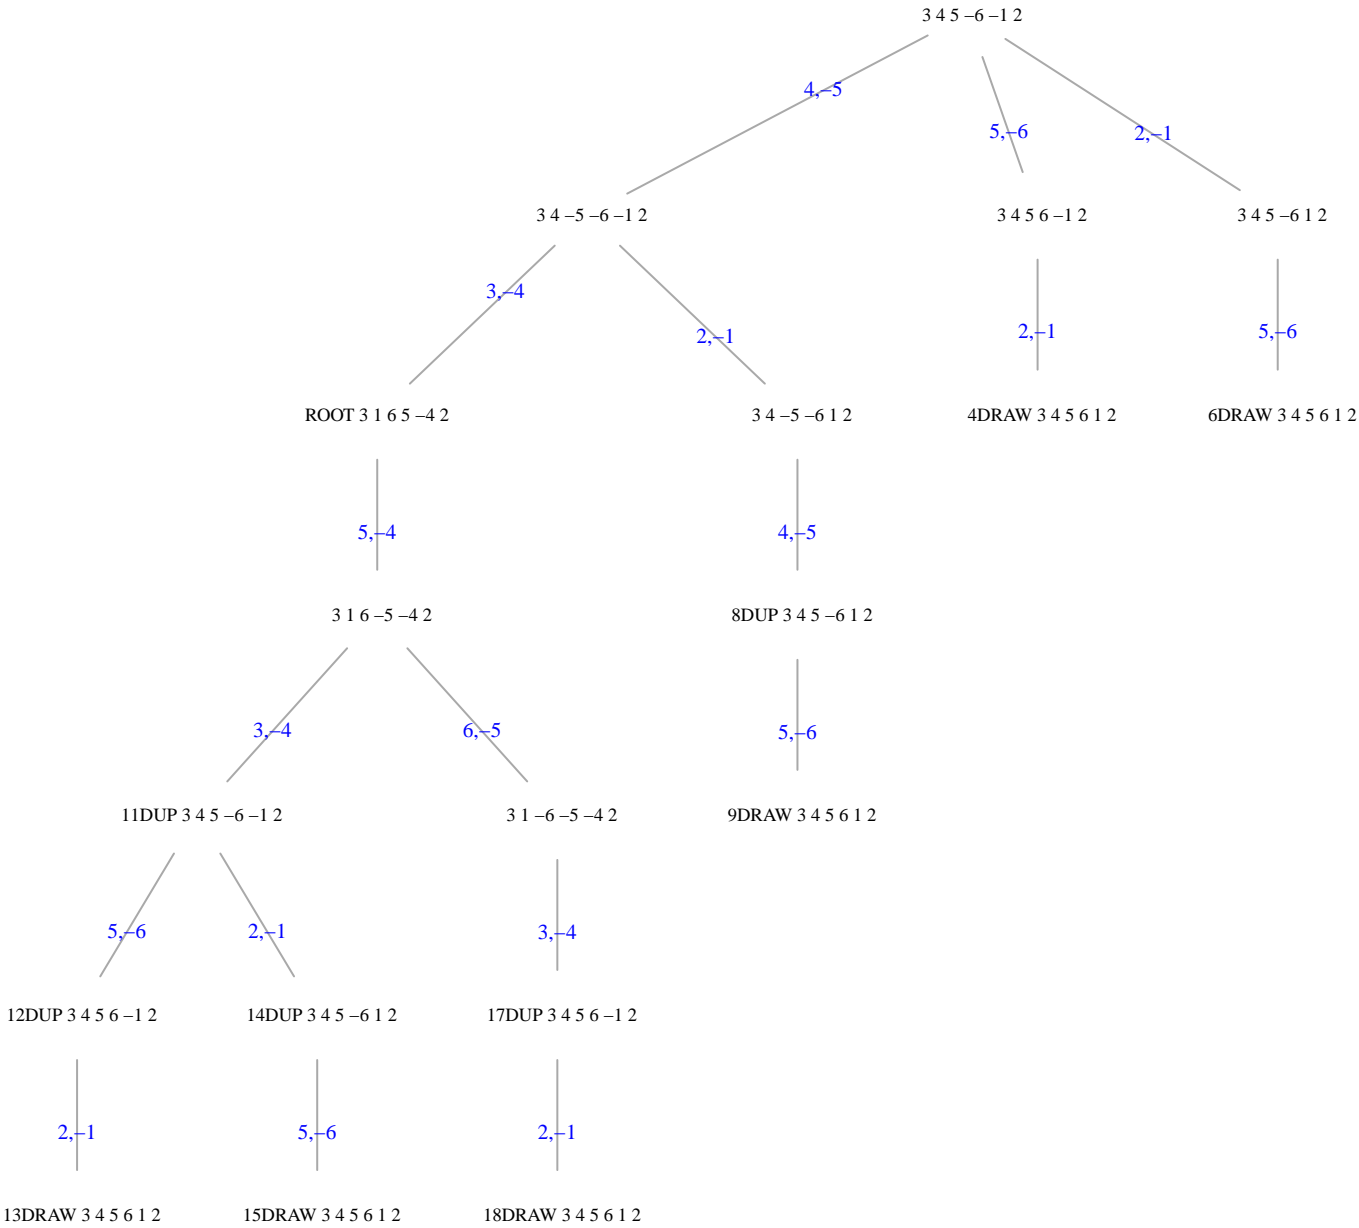 3 4 5 –6 –1 2
4,–5
5,–6
2,–1
3 4 –5 –6 –1 2
3 4 5 6 –1 2
3 4 5 –6 1 2
3,–4
2,–1
2,–1
5,–6
ROOT 3 1 6 5 –4 2
3 4 –5 –6 1 2
4DRAW 3 4 5 6 1 2
6DRAW 3 4 5 6 1 2
5,–4
4,–5
3 1 6 –5 –4 2
8DUP 3 4 5 –6 1 2
3,–4
6,–5
5,–6
11DUP 3 4 5 –6 –1 2
3 1 –6 –5 –4 2
9DRAW 3 4 5 6 1 2
5,–6
2,–1
3,–4
12DUP 3 4 5 6 –1 2
14DUP 3 4 5 –6 1 2
17DUP 3 4 5 6 –1 2
2,–1
5,–6
2,–1
13DRAW 3 4 5 6 1 2
15DRAW 3 4 5 6 1 2
18DRAW 3 4 5 6 1 2